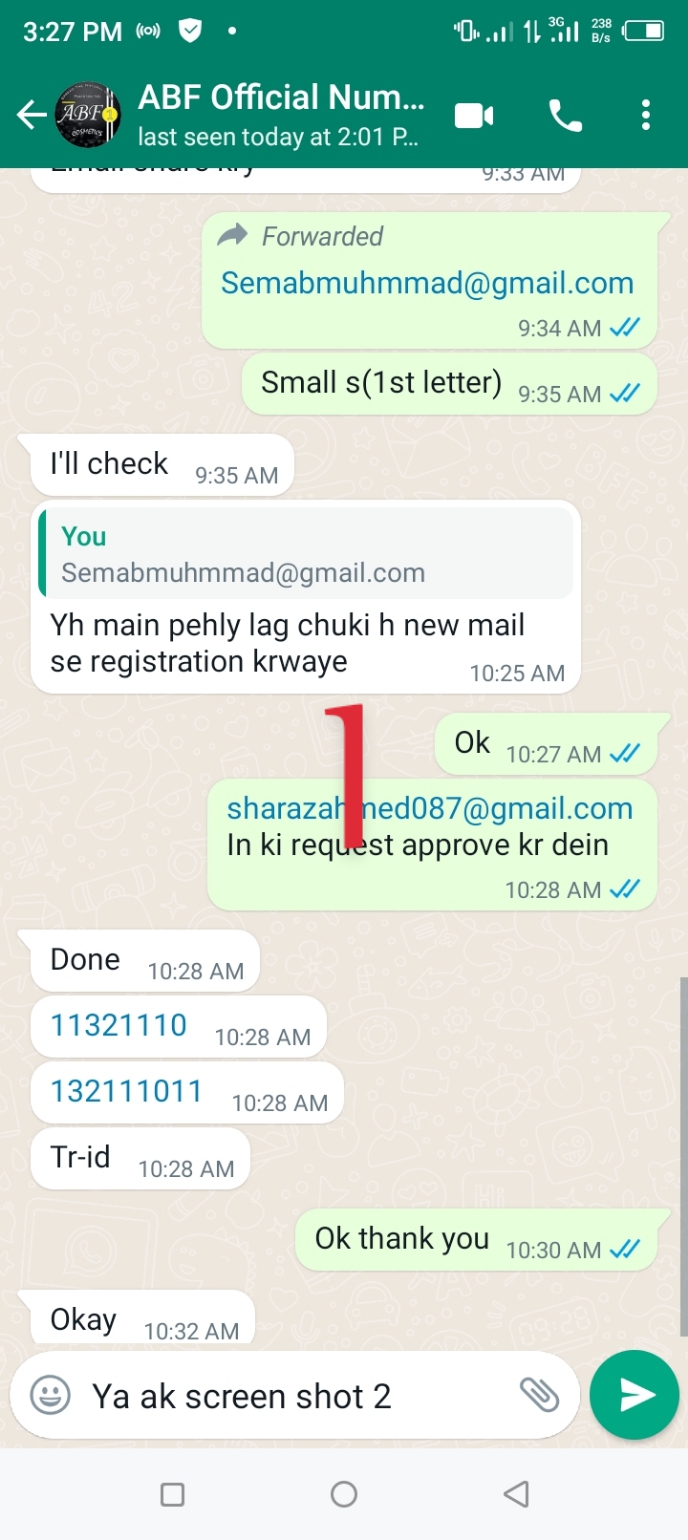 3:27 PM
3G
238
B/s
ABF Official Num...
last seen today at 2:01 P...
ABF
COSMETICS
Email share kry
9:33 AM
Forwarded
Semabmuhmmad@gmail.com
9:34 AM
Small s(1st letter) 9:35 AM
I'll check 9:35 AM
You
Semabmuhmmad@gmail.com
Yh main pehly lag chuki h new mail
se registration krwaye 10:25 AM
1
Ok 10:27 AM
sharazahmed087@gmail.com
In ki request approve kr dein
10:28 AM
Done 10:28 AM
11321110 10:28 AM
132111011 10:28 AM
Tr-id 10:28 AM
Ok thank you 10:30 AM
Okay 10:32 AM
Ya ak screen shot 2